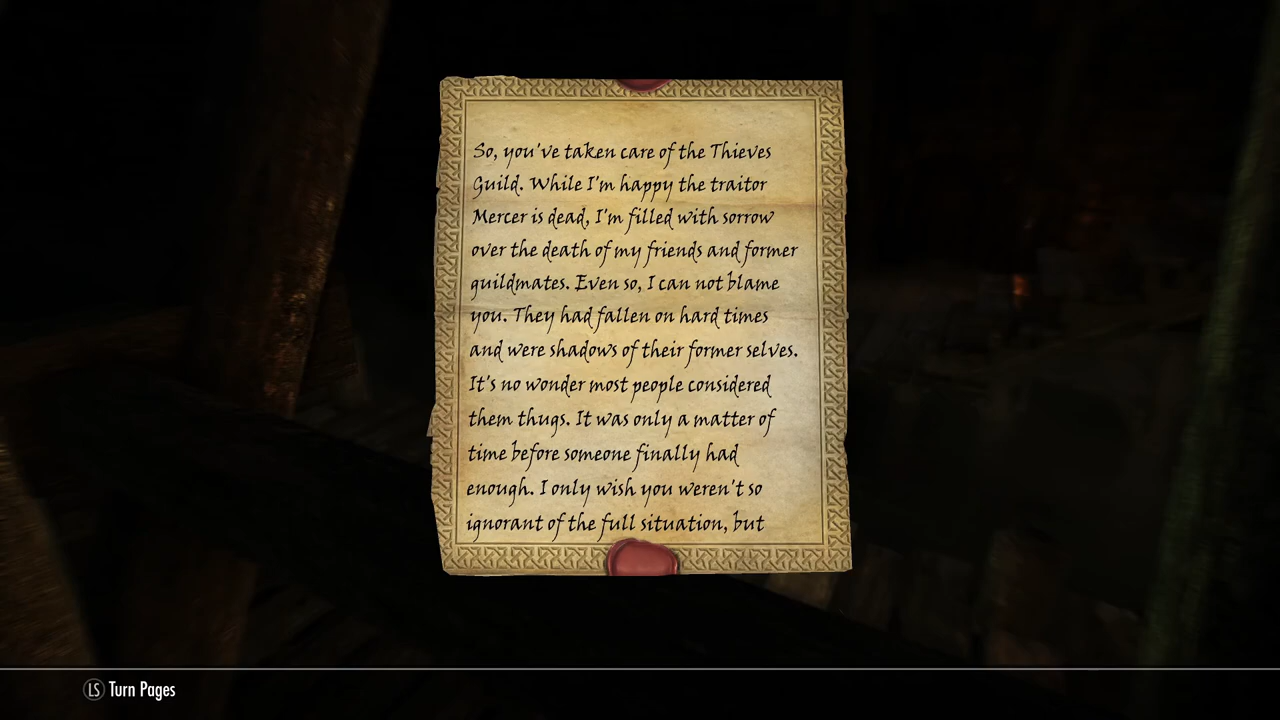 So, you've taken care of the Thieves
Guild. While I'm happy the traitor
Mercer is dead, I'm filled with sorrow
over the death of my friends and former
guildmates. Even so, I can not blame
you. They had fallen on hard times
and were shadows of their former selves.
It's no wonder most people considered
them thugs. It was only a matter of
time before someone finally had
enough. I only wish you weren't so
ignorant of the full situation, but
LS Turn Pages